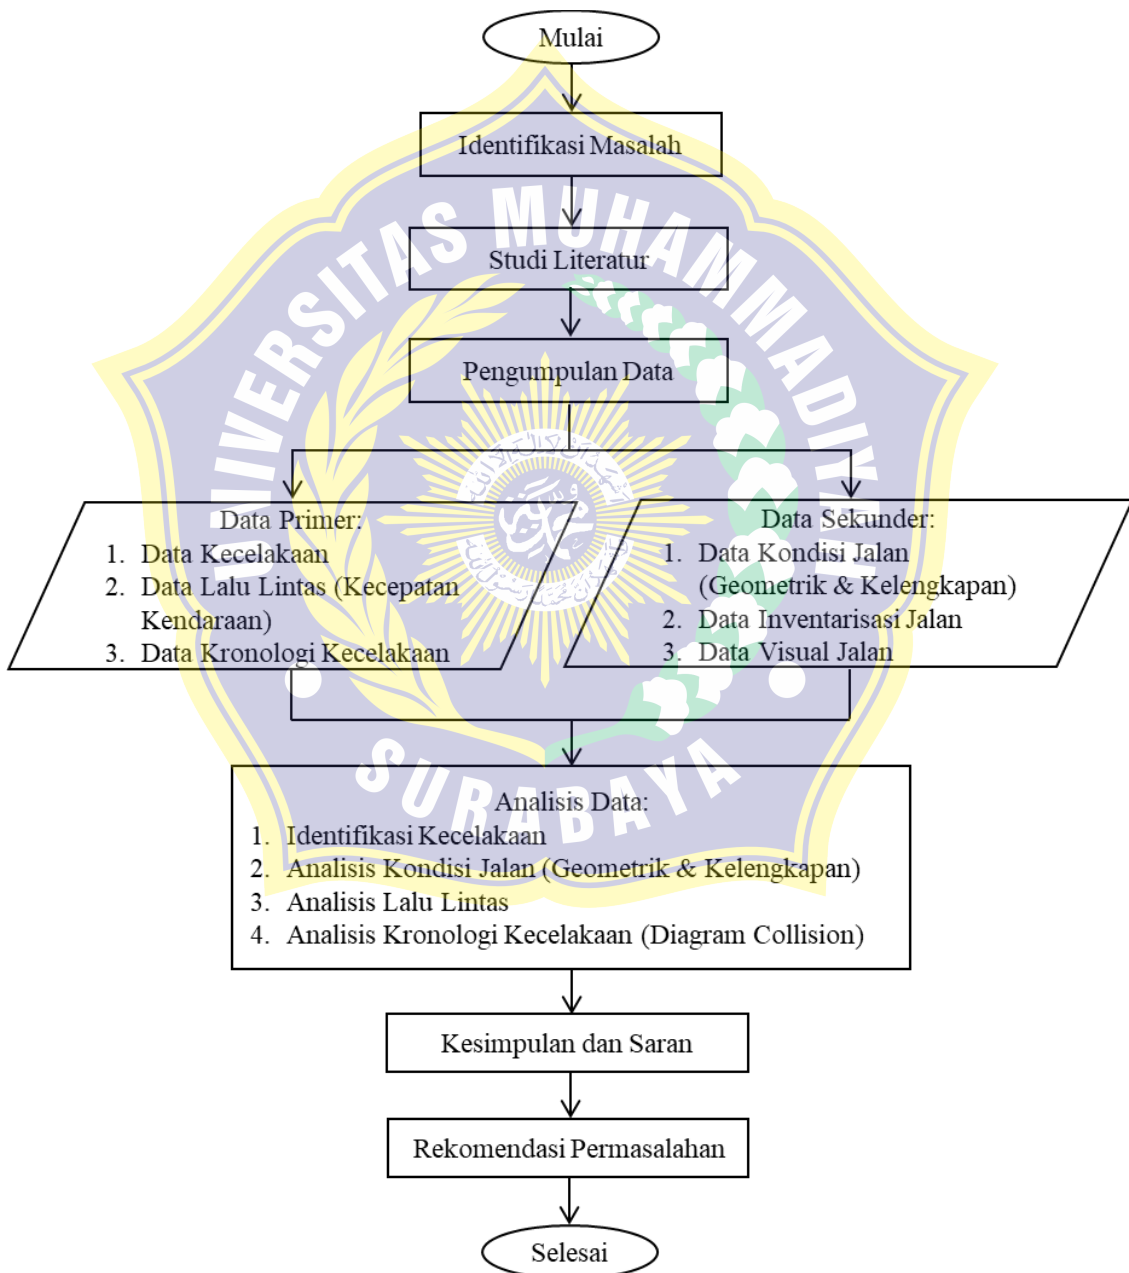 Mulai
Identifikasi Masalah
Studi Literatur
Pengumpulan Data
Data Primer:
1. Data Kecelakaan
2. Data Lalu Lintas (Kecepatan
Kendaraan)
3. Data Kronologi Kecelakaan
Data Sekunder:
1. Data Kondisi Jalan
(Geometrik & Kelengkapan)
2. Data Inventarisasi Jalan
3. Data Visual Jalan
Analisis Data:
1. Identifikasi Kecelakaan
2. Analisis Kondisi Jalan (Geometrik & Kelengkapan)
3. Analisis Lalu Lintas
4. Analisis Kronologi Kecelakaan (Diagram Collision)
Kesimpulan dan Saran
Rekomendasi Permasalahan
Selesai
UNIVERSITAS MUHAMMADIYAH
SURABAYA